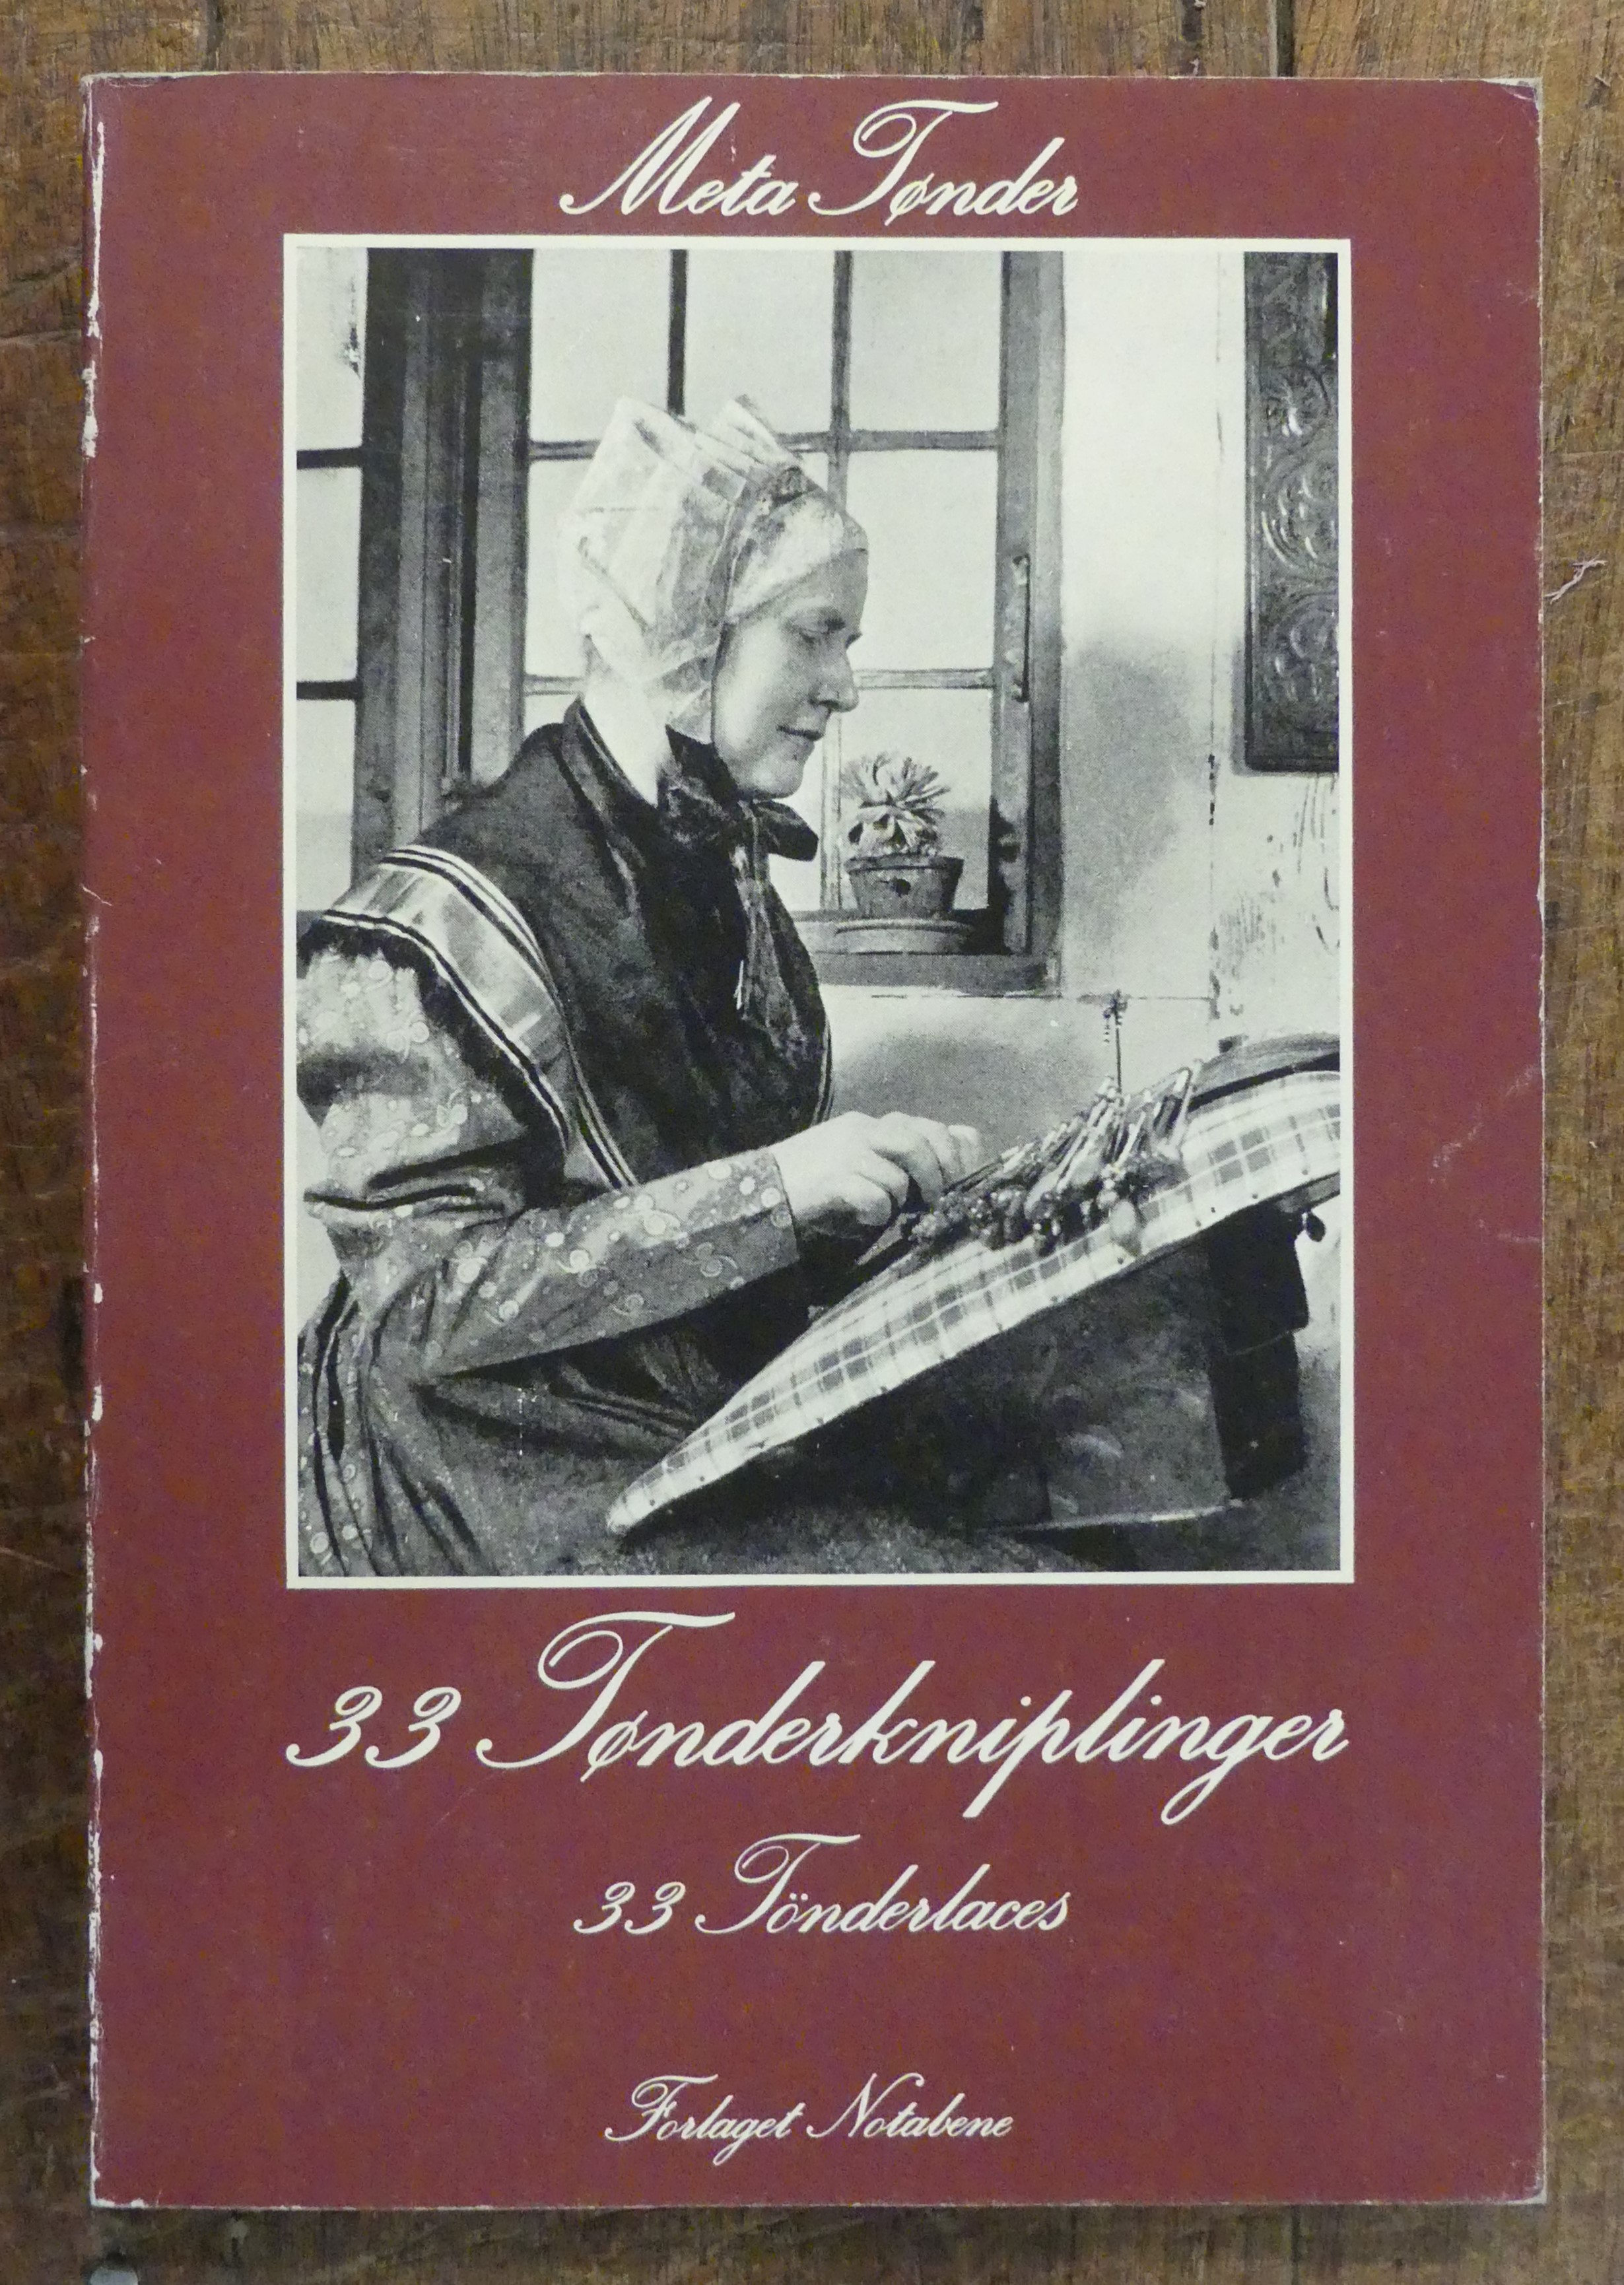 Meta Tønder
33 Tønderkniplinger
33 Tönderlaces
Forlaget Notabene